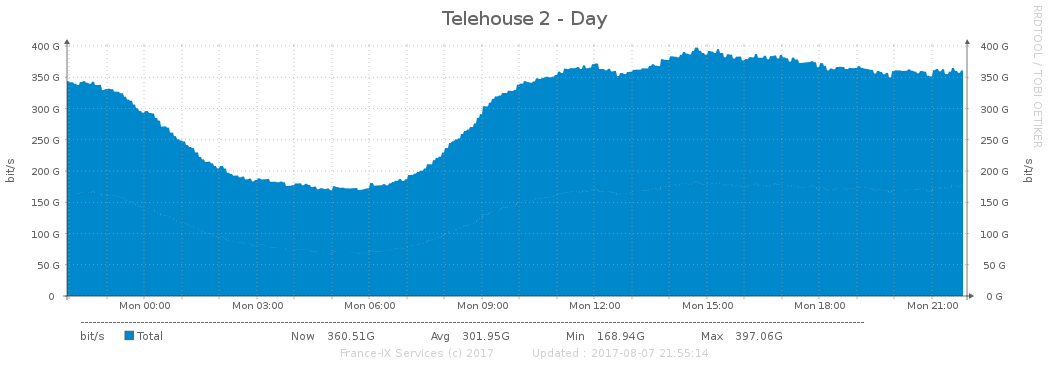 Telehouse 2 - Day
RRDTOOL / TOBI OETIKER
bit/s
400 G
350 G
300 G
250 G
200 G
150 G
100 G
50 G
0
400 G
350 G
300 G
250 G
200 G
150 G
100 G
50 G
0 G
bit/s
Mon 00:00 Mon 03:00 Mon 06:00 Mon 09:00 Mon 12:00 Mon 15:00 Mon 18:00 Mon 21:00
bit/s Total Now 360.51G Avg 301.95G Min 168.94G Max 397.06G
France-IX Services (c) 2017 Updated : 2017-08-07 21:55:14